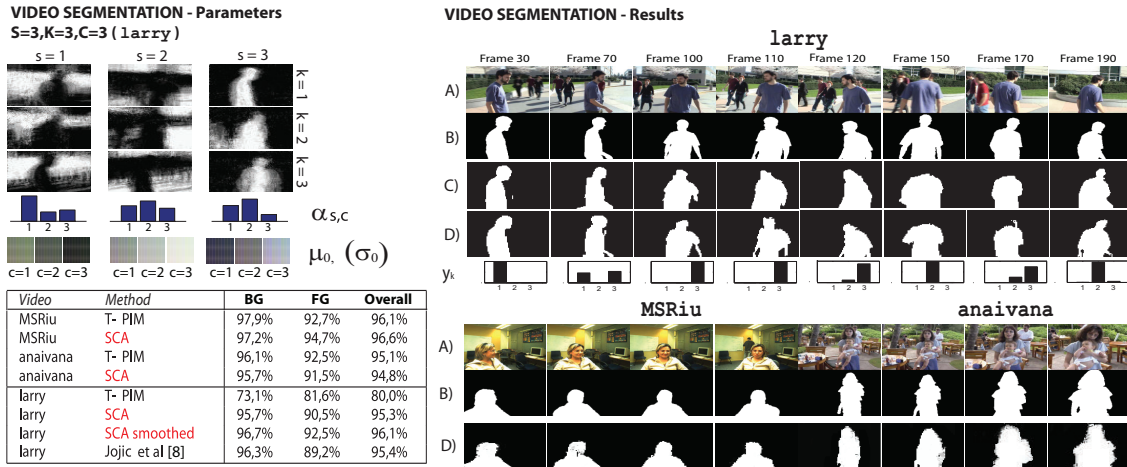 VIDEO SEGMENTATION - Parameters
S=3,K=3,C=3 ( larry )
s = 1 s = 2 s = 3
k=1
k=2
k=3
1 2 3 1 2 3 1 2 3
α s,c
c=1 c=2 c=3 c=1 c=2 c=3 c=1 c=2 c=3
μ0, (σ0)
Video Method BG FG Overall
MSRiu T- PIM 97,9% 92,7% 96,1%
MSRiu SCA 97,2% 94,7% 96,6%
anaivana T- PIM 96,1% 92,5% 95,1%
anaivana SCA 95,7% 91,5% 94,8%
larry T- PIM 73,1% 81,6% 80,0%
larry SCA 95,7% 90,5% 95,3%
larry SCA smoothed 96,7% 92,5% 96,1%
larry Jojic et al [8] 96,3% 89,2% 95,4%
VIDEO SEGMENTATION - Results
larry
Frame 30 Frame 70 Frame 100 Frame 110 Frame 120 Frame 150 Frame 170 Frame 190
A)
B)
C)
D)
yk
1 2 3 1 2 3 1 2 3 1 2 3 1 2 3 1 2 3 1 2 3 1 2 3
MSRiu anaivana
A)
B)
D)